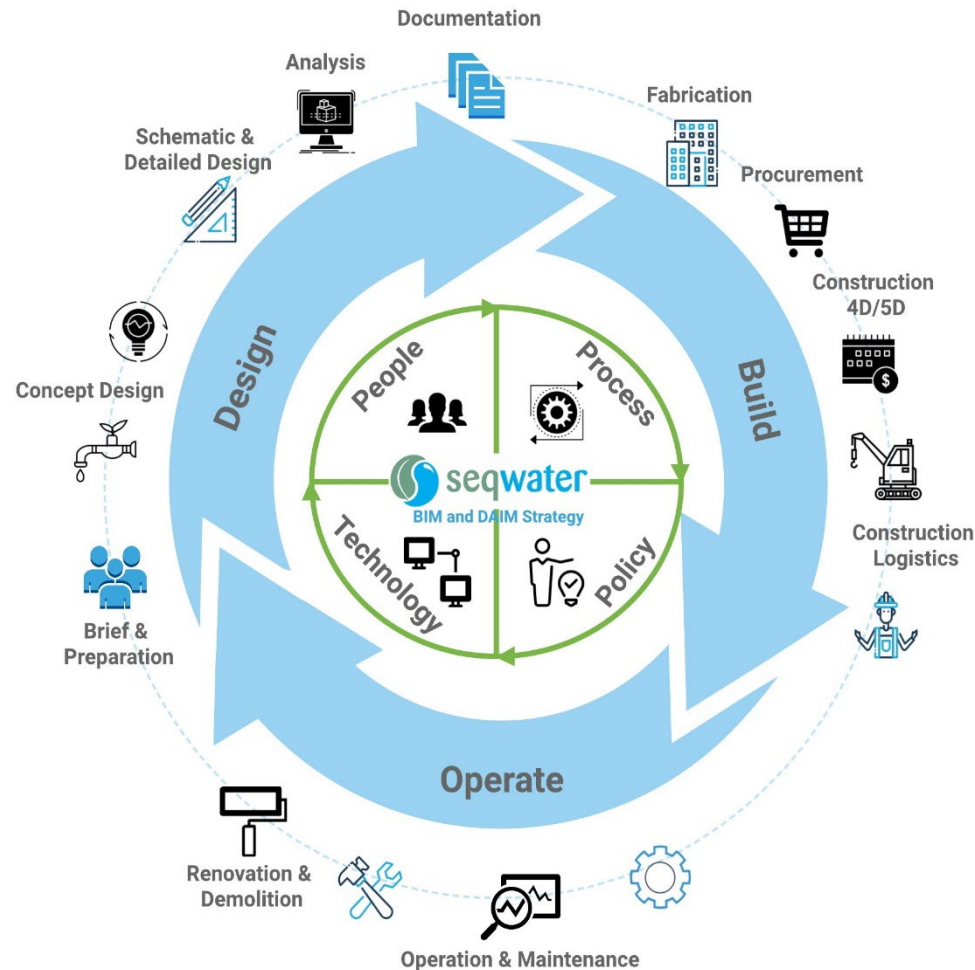 Documentation
Analysis
Fabrication
Schematic &
Detailed Design
Procurement
Construction
4D/5D
Design
People
Process
Build
Concept Design
seqwater
BIM and DAIM Strategy
Technology
Policy
Construction
Logistics
Brief &
Preparation
$
Operate
Renovation &
Demolition
Operation & Maintenance